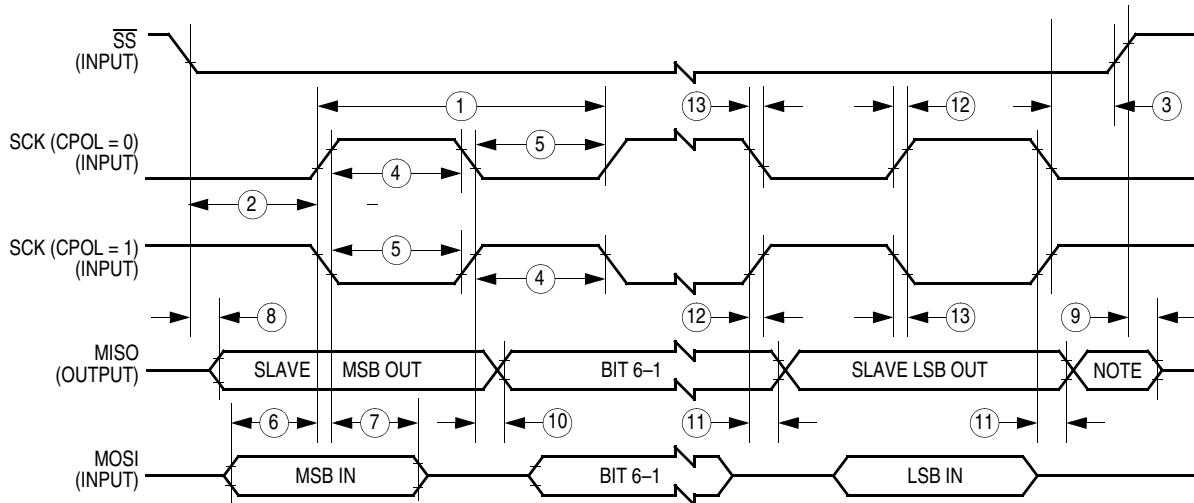 SS
(INPUT)
1
13
12
3
SCK (CPOL = 0)
(INPUT)
5
4
2
SCK (CPOL = 1)
(INPUT)
5
4
8
12
13
9
MISO
(OUTPUT)
SLAVE MSB OUT
BIT 6–1
SLAVE LSB OUT
NOTE
6
7
10
11
11
MOSI
(INPUT)
MSB IN
BIT 6–1
LSB IN